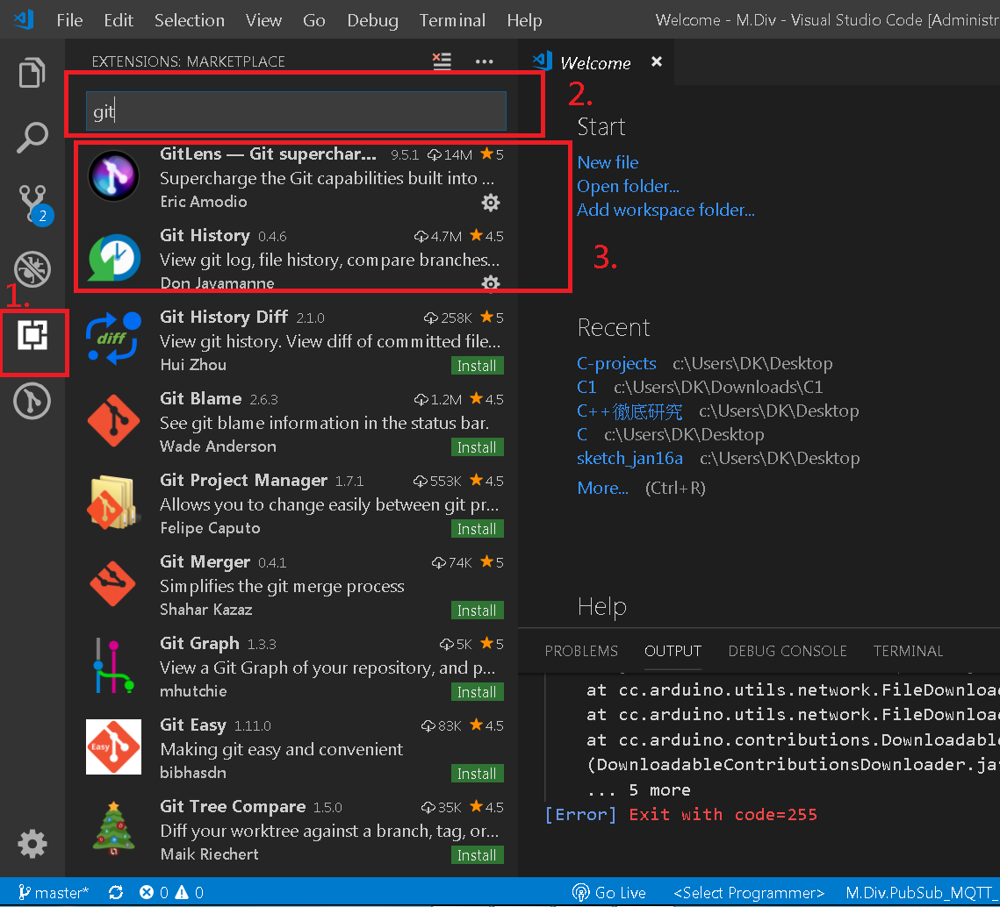 File Edit Selection View Go Debug Terminal Help Welcome - M.Div - Visual Studio Code [Administr
EXTENSIONS: MARKETPLACE
git
GitLens — Git superchar... 9.5.1 14M 5
Supercharge the Git capabilities built into ...
Eric Amodio
Git History 0.4.6 4.7M 4.5
View git log, file history, compare branches...
Don Jayamanne
Git History Diff 2.1.0 258K 5
View git history. View diff of committed file...
Hui Zhou Install
diff
Git Blame 2.6.3 1.2M 4.5
See git blame information in the status bar.
Wade Anderson Install
Git Project Manager 1.7.1 553K 4.5
Allows you to change easily between git pr...
Felipe Caputo Install
Git Merger 0.4.1 74K 5
Simplifies the git merge process
Shahar Kazaz Install
Git Graph 1.3.3 5K 5
View a Git Graph of your repository, and p...
mhutchie Install
Git Easy 1.11.0 83K 4.5
Making git easy and convenient
bibhasdn Install
Easy
Git Tree Compare 1.5.0 35K 4.5
Diff your worktree against a branch, tag, or...
Maik Riechert Install
1.
2.
3.
2
Welcome
Start
New file
Open folder...
Add workspace folder...
Recent
C-projects c:\Users\DK\Desktop
C1 c:\Users\DK\Downloads\C1
C++徹底研究 c:\Users\DK\Desktop
C c:\Users\DK\Desktop
sketch_jan16a c:\Users\DK\Desktop
More... (Ctrl+R)
Help
PROBLEMS OUTPUT DEBUG CONSOLE TERMINAL
at cc.arduino.utils.network.FileDownloa
at cc.arduino.utils.network.FileDownloa
at cc.arduino.contributions.Downloadabl
(DownloadableContributionsDownloader.ja
... 5 more
[Error] Exit with code=255
master* 0 0 Go Live <Select Programmer> M.Div.PubSub_MQTT_